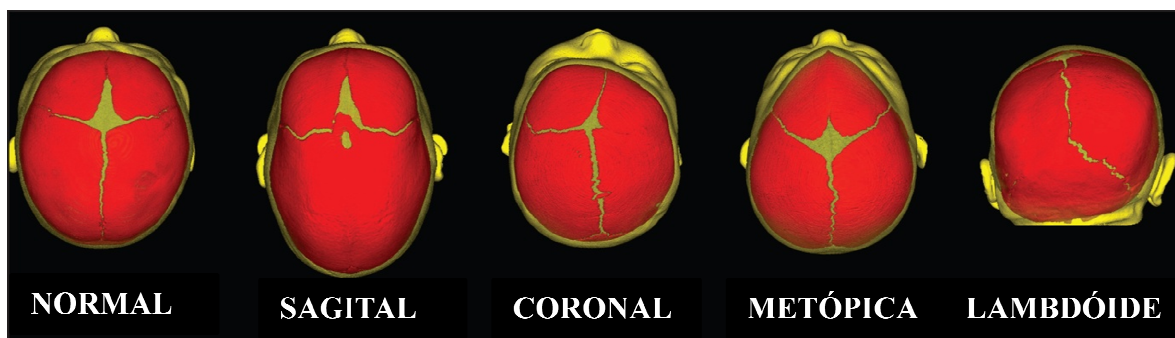 NORMAL
SAGITAL
CORONAL
METÓPICA
LAMBDÓIDE